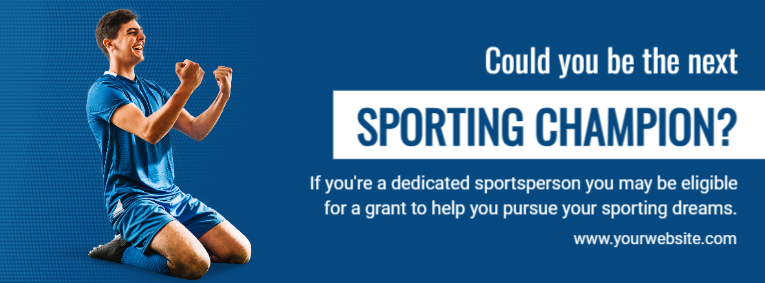 Could you be the next
SPORTING CHAMPION?
If you're a dedicated sportsperson you may be eligible
for a grant to help you pursue your sporting dreams.
www.yourwebsite.com